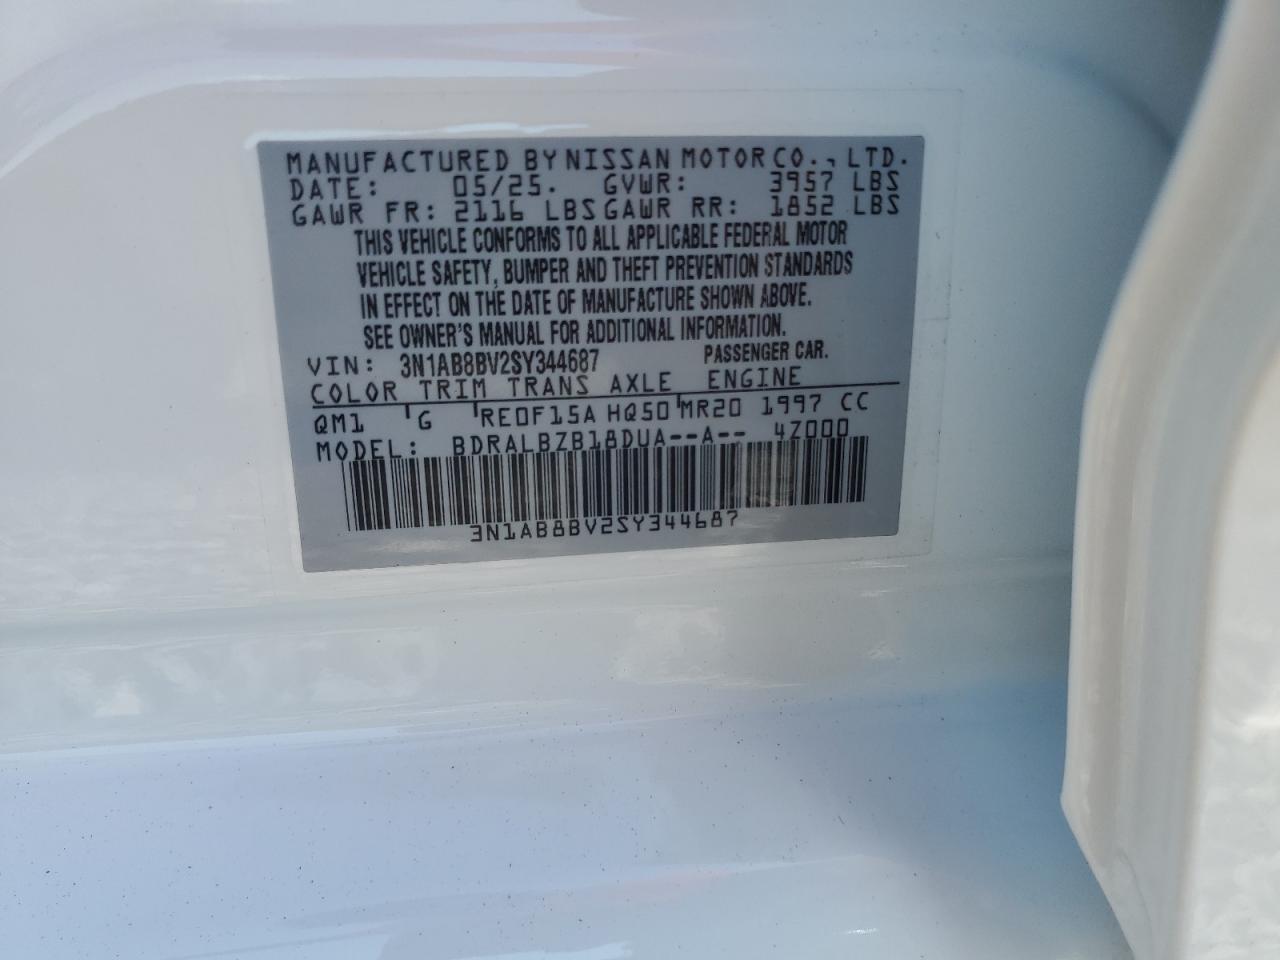 MANUFACTURED BY NISSAN MOTOR CO., LTD.
DATE: 05/25. GVWR: 3957 LBS
GAWR FR: 2116 LBS GAWR RR: 1852 LBS
THIS VEHICLE CONFORMS TO ALL APPLICABLE FEDERAL MOTOR
VEHICLE SAFETY, BUMPER AND THEFT PREVENTION STANDARDS
IN EFFECT ON THE DATE OF MANUFACTURE SHOWN ABOVE.
SEE OWNER'S MANUAL FOR ADDITIONAL INFORMATION.
VIN: 3N1AB8BV2SY344687 PASSENGER CAR.
COLOR TRIM TRANS AXLE ENGINE
QM1 G RE0F15A HQ50 MR20 1997 CC
MODEL: BDRALBZB18DUA--A-- 4Z000
3N1AB8BV2SY344687